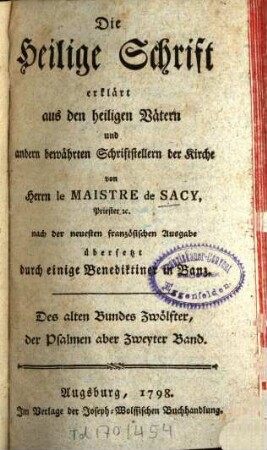 Die
Heilige Schrift
erklärt
aus den heiligen Vätern
und
andern bewährten Schriftstellern der Kirche
von
Herrn le MAISTRE de SACY,
Priester, ꝛc.
nach der neuesten französischen Ausgabe
übersetzt
durch einige Benediktiner in Banz.
Des alten Bundes Zwölfter,
der Psalmen aber Zweyter Band.
Augsburg, 1798.
Im Verlage der Joseph-Wolffischen Buchhandlung.
Eggenfelden.